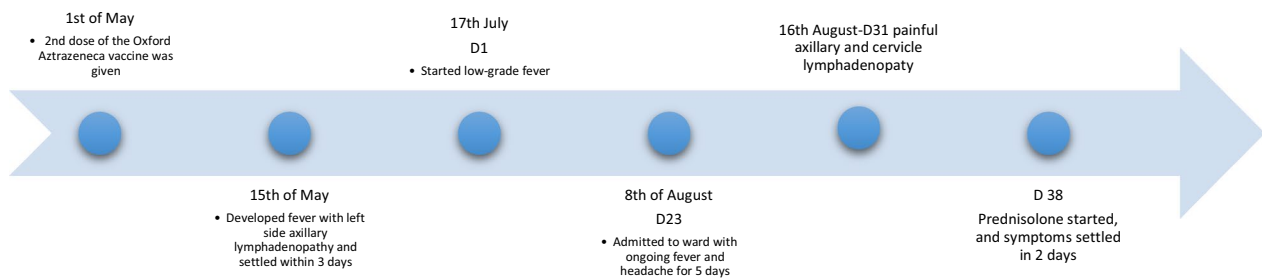 1st of May
• 2nd dose of the Oxford
Aztrazeneca vaccine was
given
15th of May
• Developed fever with left
side axillary
lymphadenopathy and
settled within 3 days
17th July
D1
• Started low-grade fever
8th of August
D23
• Admitted to ward with
ongoing fever and
headache for 5 days
16th August-D31 painful
axillary and cervicle
lymphadenopaty
D 38
Prednisolone started,
and symptoms settled
in 2 days